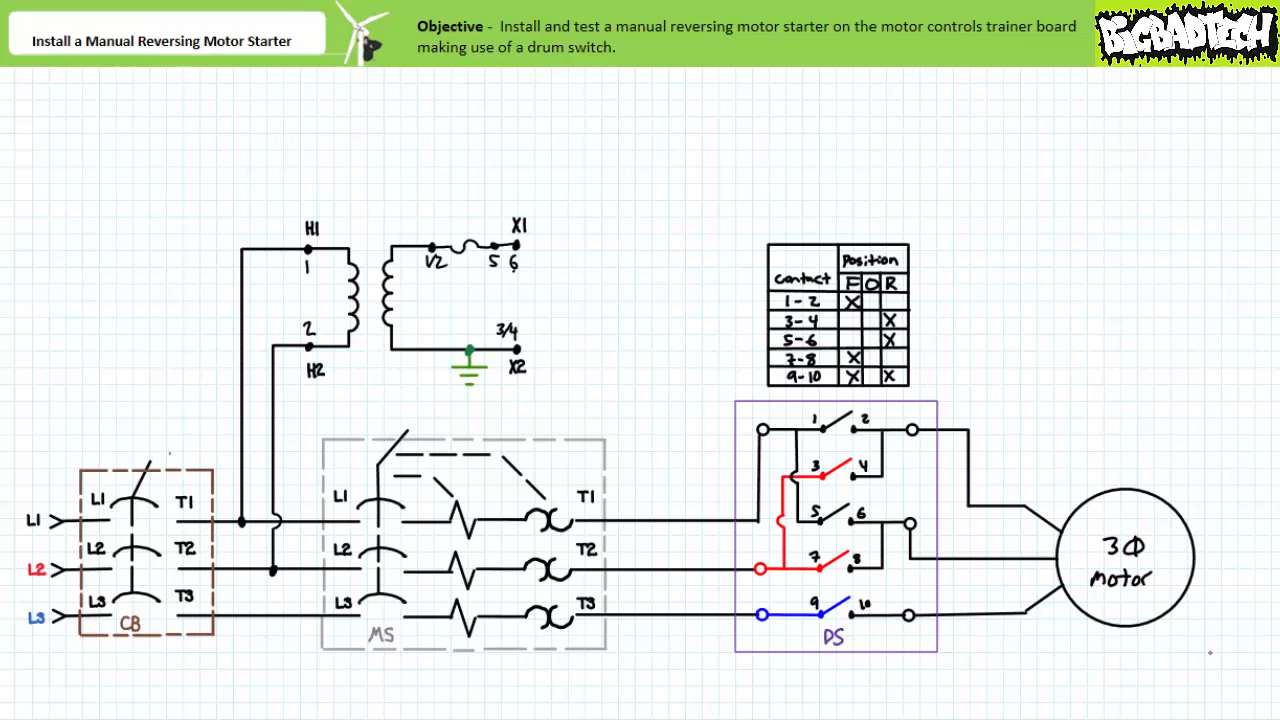 Install a Manual Reversing Motor Starter
Objective - Install and test a manual reversing motor starter on the motor controls trainer board
making use of a drum switch.
BIGBADTECH
H1
1
2
H2
X1
1/2 5 6
3/4
X2
Position
Contact F O R
1-2 X
3-4 X
5-6 X
7-8 X
9-10 X X
L1 L1 T1
L2 L2 T2
L3 L3 T3
CB
L1 T1
L2 T2
L3 T3
MS
1 2
3 4
5 6
7 8
9 10
DS
3Φ
motor